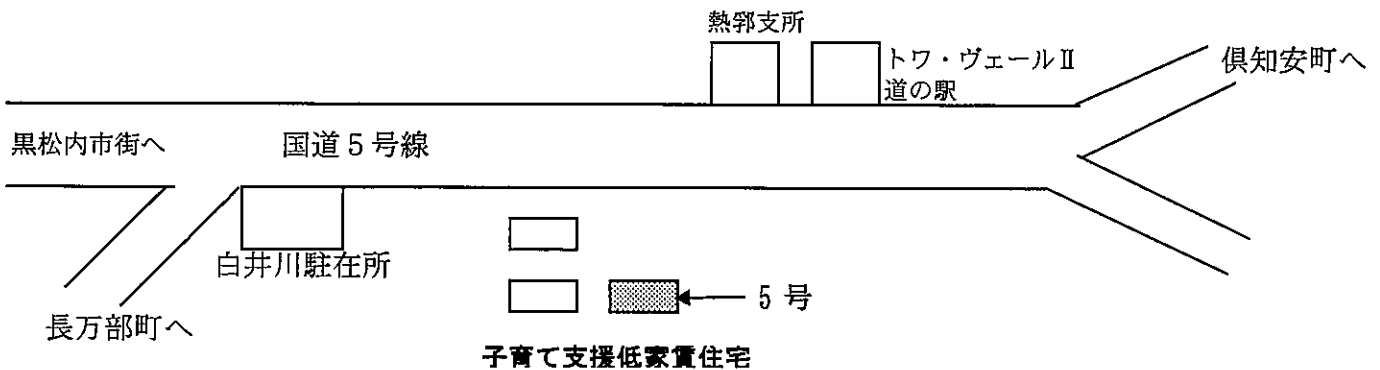 熱郛支所
トワ・ヴェールⅡ
道の駅
倶知安町へ
黒松内市街へ
国道5号線
白井川駐在所
5号
長万部町へ
子育て支援低家賃住宅